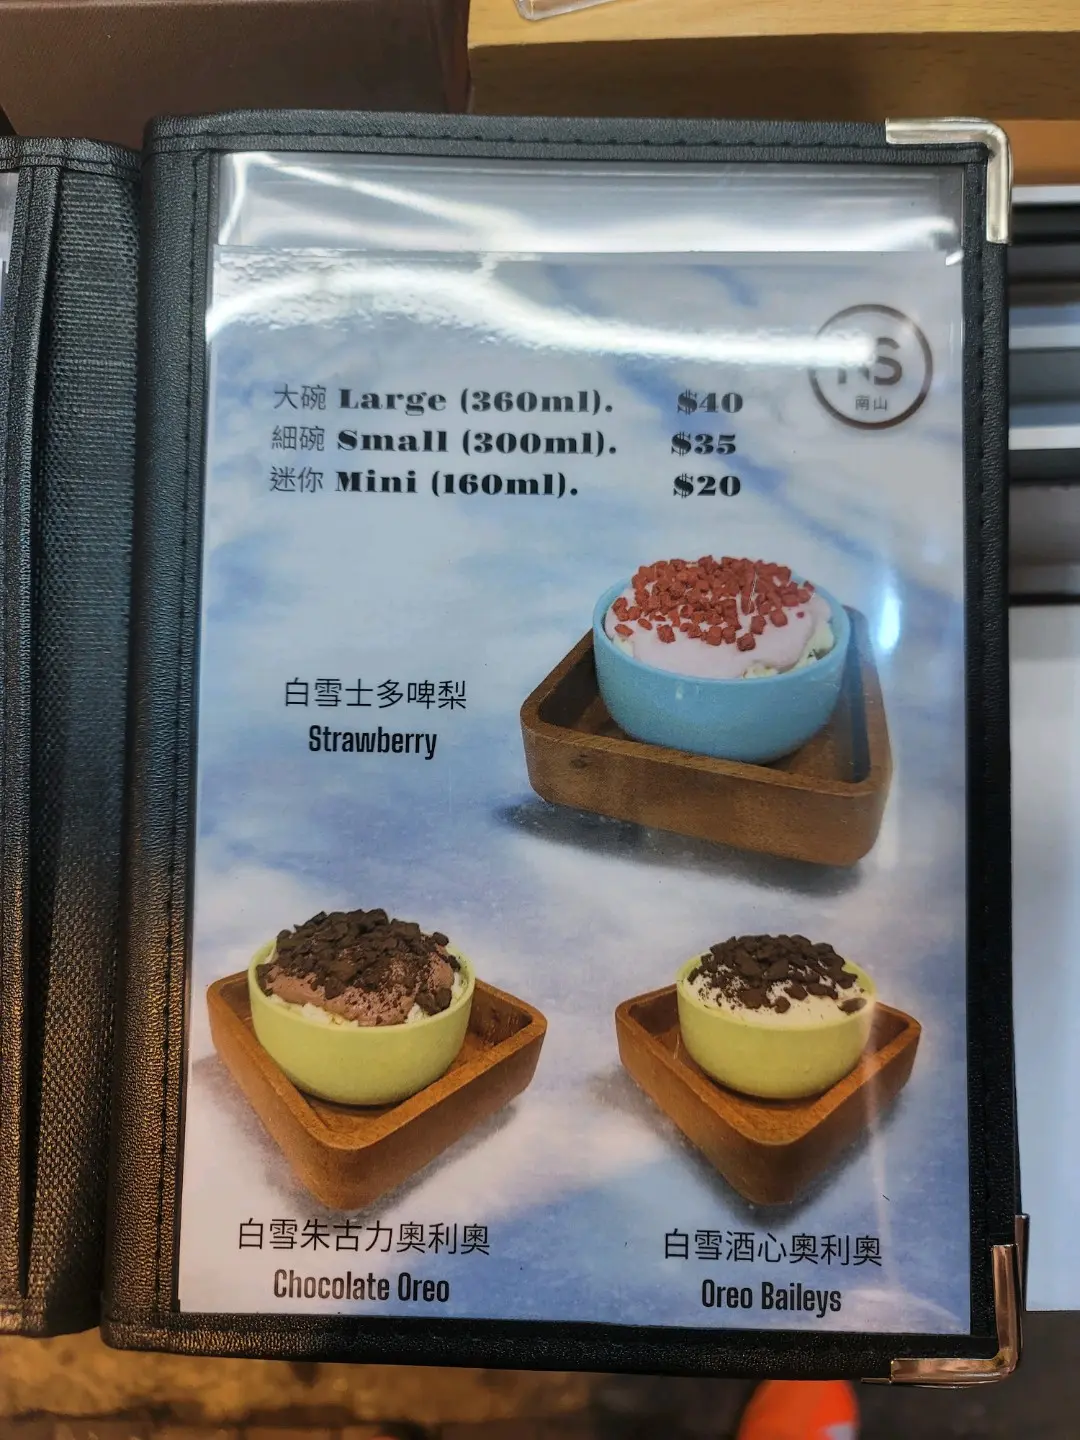 NS
南山
大碗 Large (360ml). $40
細碗 Small (300ml). $35
迷你 Mini (160ml). $20
白雪士多啤梨
Strawberry
白雪朱古力奧利奧
Chocolate Oreo
白雪酒心奧利奧
Oreo Baileys